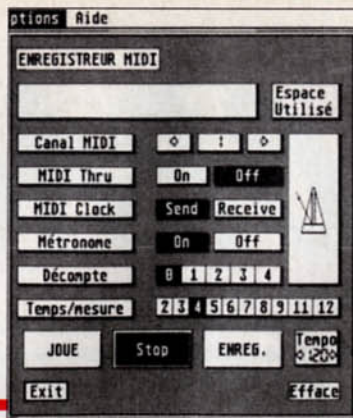 ptions Aide
ENREGISTREUR MIDI
Espace
Utilisé
Canal MIDI
MIDI Thru On Off
MIDI Clock Send Receive
Métronome On Off
Décompte 0 1 2 3 4
Temps/mesure 2 3 4 5 6 7 8 9 11 12
JOUE Stop ENREG. Tempo
120
Exit Efface